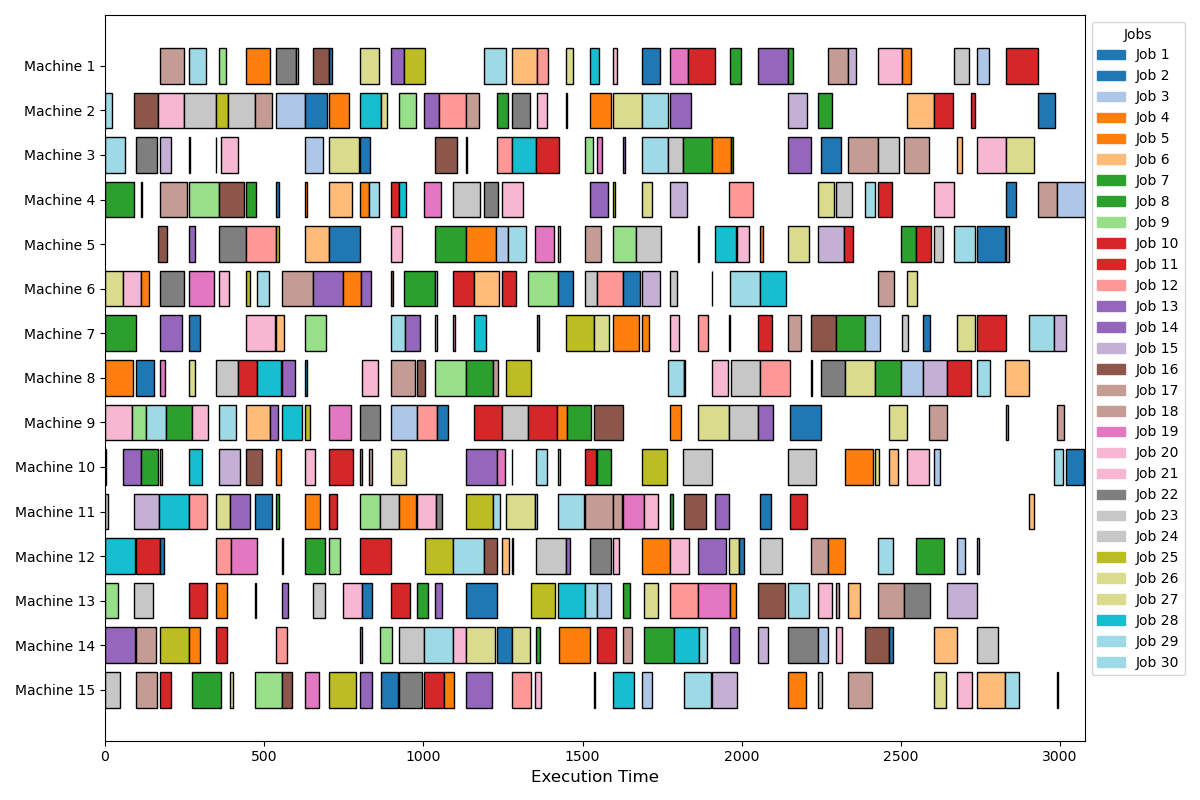 Machine 1
Machine 2
Machine 3
Machine 4
Machine 5
Machine 6
Machine 7
Machine 8
Machine 9
Machine 10
Machine 11
Machine 12
Machine 13
Machine 14
Machine 15
0 500 1000 1500 2000 2500 3000
Execution Time
Jobs
Job 1
Job 2
Job 3
Job 4
Job 5
Job 6
Job 7
Job 8
Job 9
Job 10
Job 11
Job 12
Job 13
Job 14
Job 15
Job 16
Job 17
Job 18
Job 19
Job 20
Job 21
Job 22
Job 23
Job 24
Job 25
Job 26
Job 27
Job 28
Job 29
Job 30